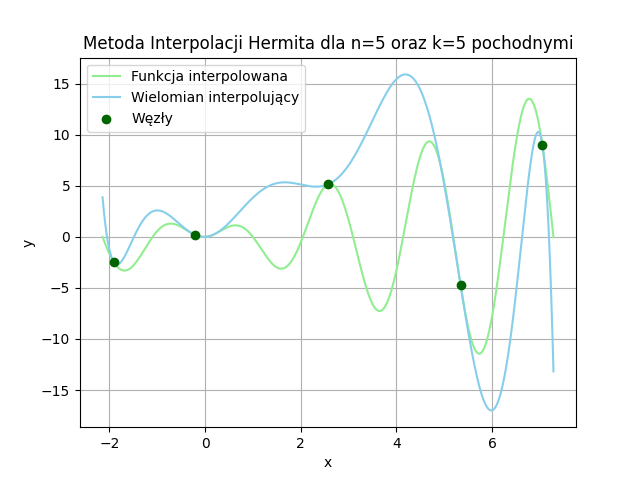 Metoda Interpolacji Hermita dla n=5 oraz k=5 pochodnymi
Funkcja interpolowana
Wielomian interpolujący
Węzły
y
15
10
5
0
−5
−10
−15
−2
0
2
4
6
x